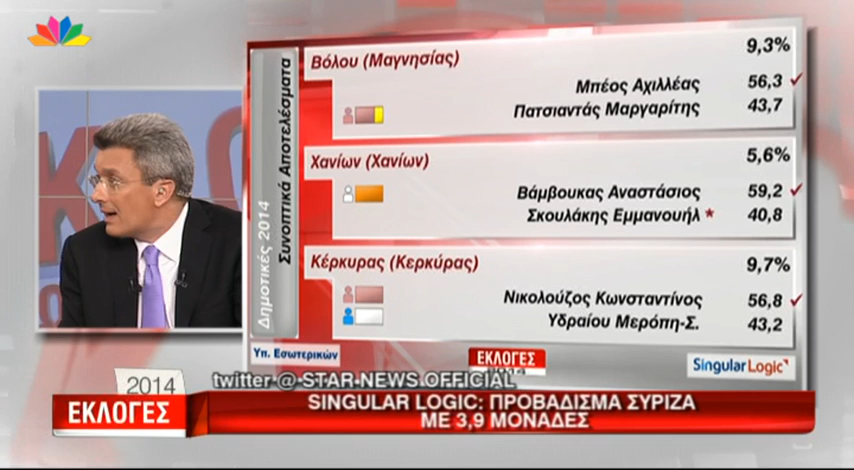 Δημοτικές 2014
Συνοπτικά Αποτελέσματα
Βόλου (Μαγνησίας) 9,3%
Μπέος Αχιλλέας 56,3
Πατσιαντάς Μαργαρίτης 43,7
Χανίων (Χανίων) 5,6%
Βάμβουκας Αναστάσιος 59,2
Σκουλάκης Εμμανουήλ * 40,8
Κέρκυρας (Κερκύρας) 9,7%
Νικολούζος Κωνσταντίνος 56,8
Υδραίου Μερόπη-Σ. 43,2
Υπ. Εσωτερικών
ΕΚΛΟΓΕΣ
2014
Singular Logic
twitter @ STAR NEWS OFFICIAL
2014
ΕΚΛΟΓΕΣ
SINGULAR LOGIC: ΠΡΟΒΑΔΙΣΜΑ ΣΥΡΙΖΑ
ΜΕ 3,9 ΜΟΝΑΔΕΣ